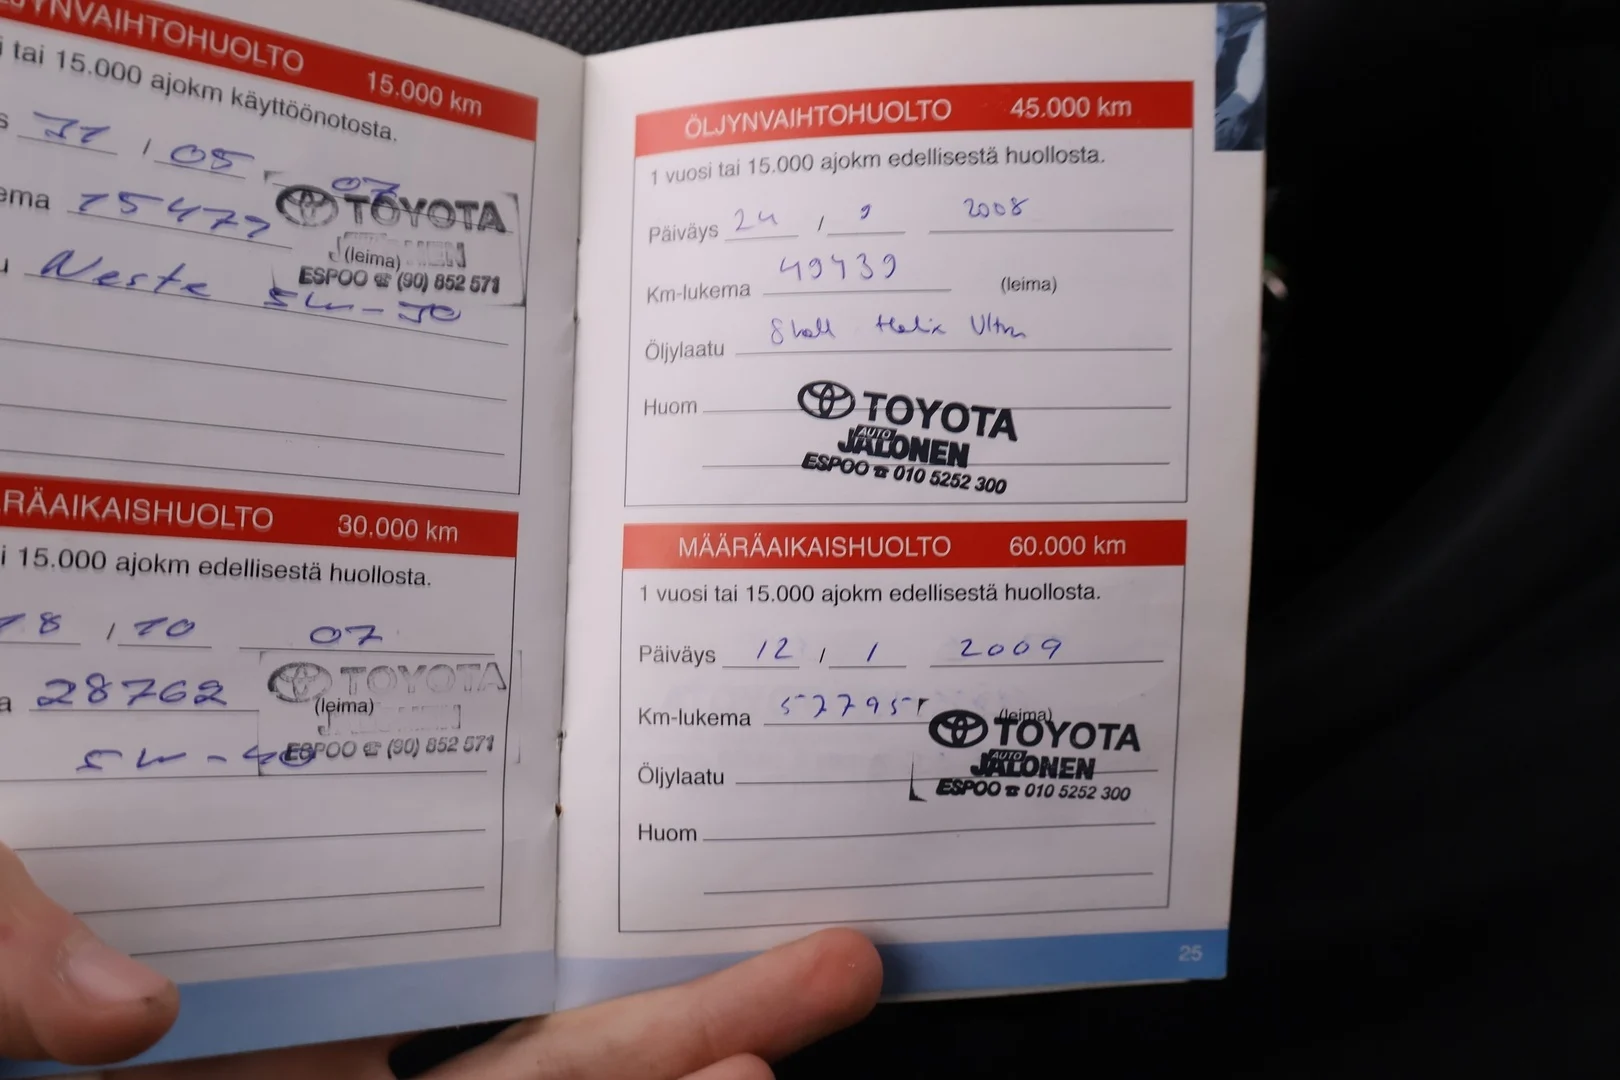 ÖLJYNVAIHTOHUOLTO 15.000 km
tai 15.000 ajokm käyttöönotosta.
/ 05 07
15477
TOYOTA
(leima)
ESPOO ☎ (90) 852 571
Neste 5W-30
MÄÄRÄAIKAISHUOLTO 30.000 km
i 15.000 ajokm edellisestä huollosta.
18 / 10 07
28762
TOYOTA
(leima)
5W-40
ESPOO ☎ (90) 852 571
ÖLJYNVAIHTOHUOLTO 45.000 km
1 vuosi tai 15.000 ajokm edellisestä huollosta.
Päiväys 24 / 9 2008
Km-lukema 49439 (leima)
Öljylaatu Shell Helix Ultra
Huom
TOYOTA
AUTO
JALONEN
ESPOO ☎ 010 5252 300
MÄÄRÄAIKAISHUOLTO 60.000 km
1 vuosi tai 15.000 ajokm edellisestä huollosta.
Päiväys 12 / 1 2009
Km-lukema 57795 (leima)
TOYOTA
AUTO
JALONEN
Öljylaatu
ESPOO ☎ 010 5252 300
Huom
25